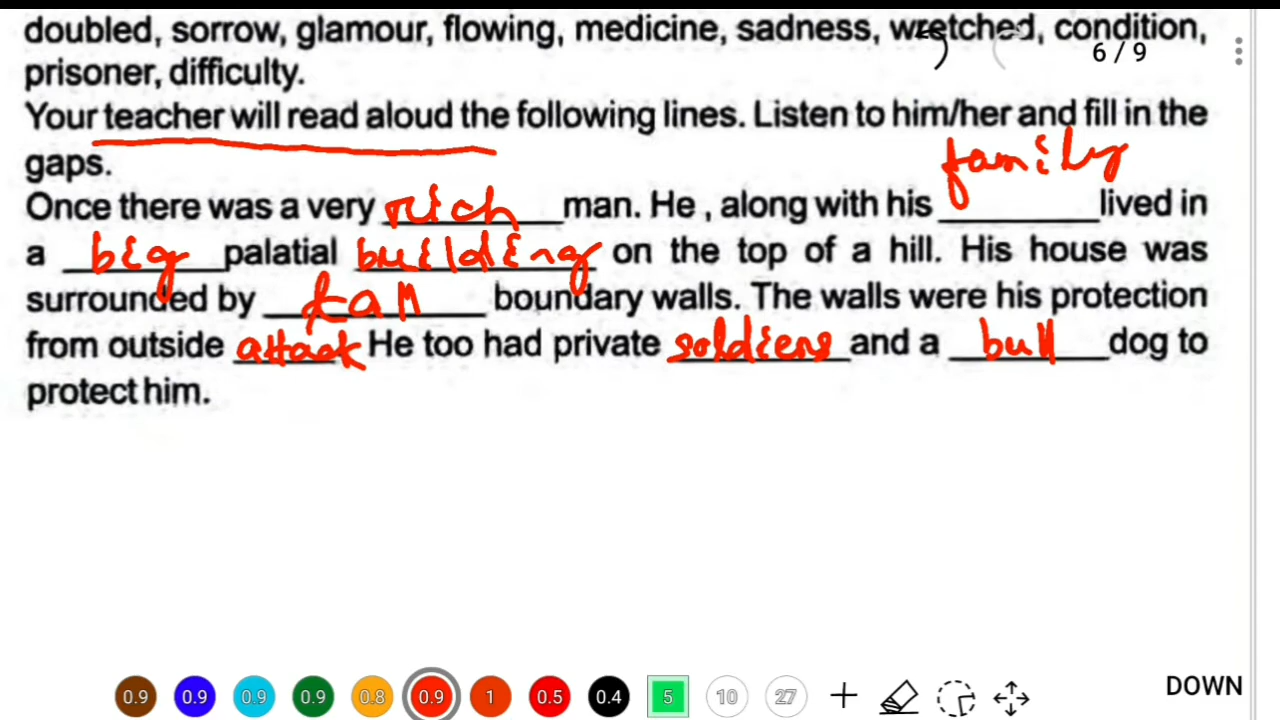 doubled, sorrow, glamour, flowing, medicine, sadness, wretched, condition,
6 / 9
prisoner, difficulty.
Your teacher will read aloud the following lines. Listen to him/her and fill in the
gaps.
Once there was a very rich man. He , along with his family lived in
a big palatial building on the top of a hill. His house was
surrounded by tall boundary walls. The walls were his protection
from outside attack He too had private soldiers and a bull dog to
protect him.
0.9 0.9 0.9 0.9 0.8 0.9 1 0.5 0.4 5 10 27 DOWN